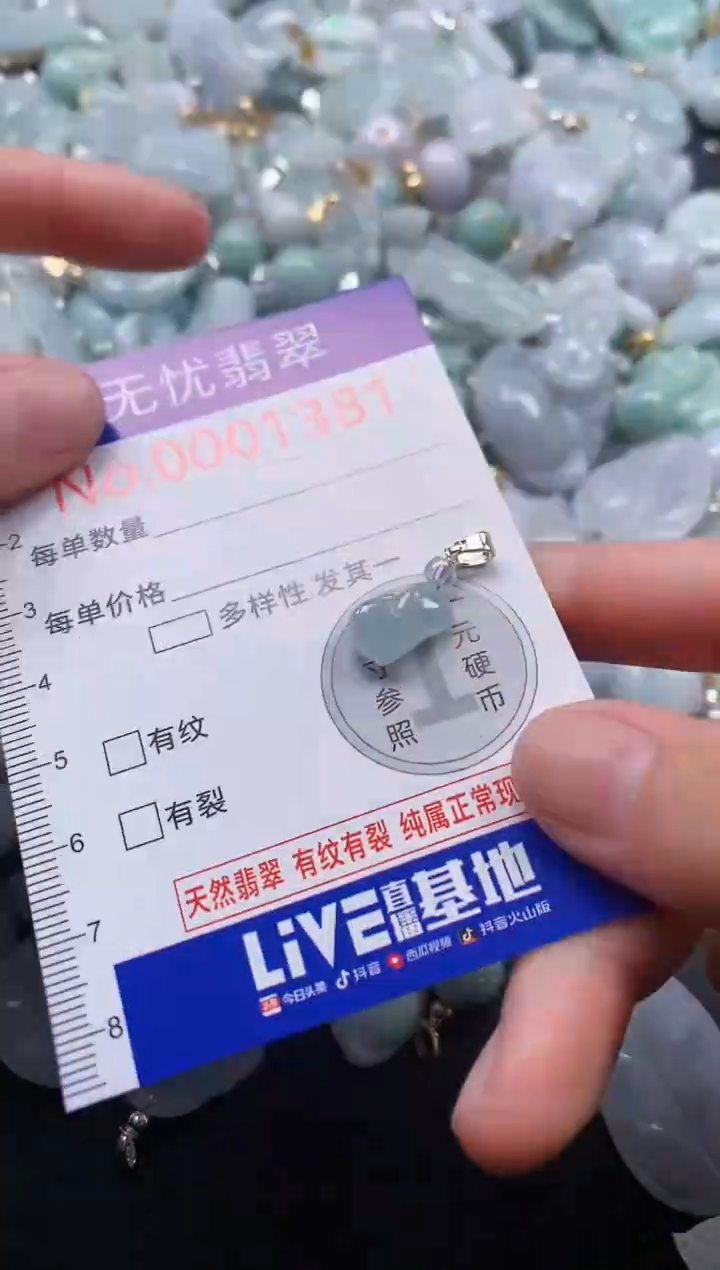 无忧翡翠
No.0001381
2
每单数量
3
每单价格
多样性 发其一
4
一元硬币
寸参照
5
有纹
有裂
6
天然翡翠 有纹有裂 纯属正常现
7
LiVE直播基地
今日头条 抖音 西瓜视频 抖音火山版
8